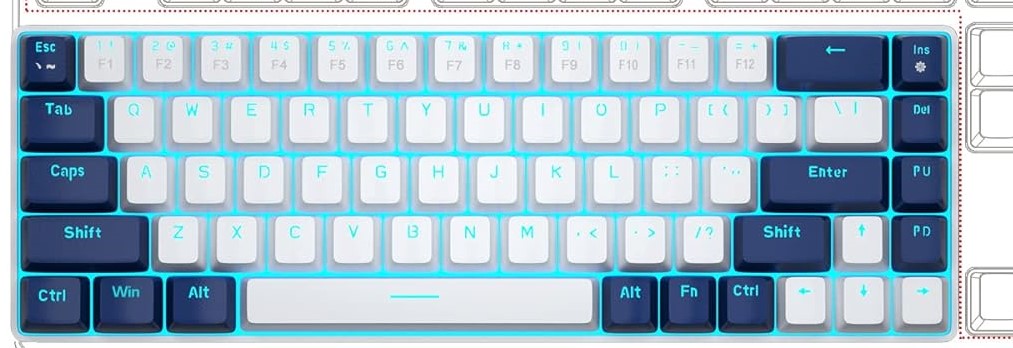 Esc 1 ! 2 @ 3 # 4 $ 5 % 6 ^ 7 & 8 * 9 ( 0 ) - _ = + ← Ins
` ~ F1 F2 F3 F4 F5 F6 F7 F8 F9 F10 F11 F12
Tab Q W E R T Y U I O P [ { } ] \ | Del
Caps A S D F G H J K L ; : ' " Enter PU
Shift Z X C V B N M , < . > / ? Shift ↑ PD
Ctrl Win Alt — Alt Fn Ctrl ← ↓ →